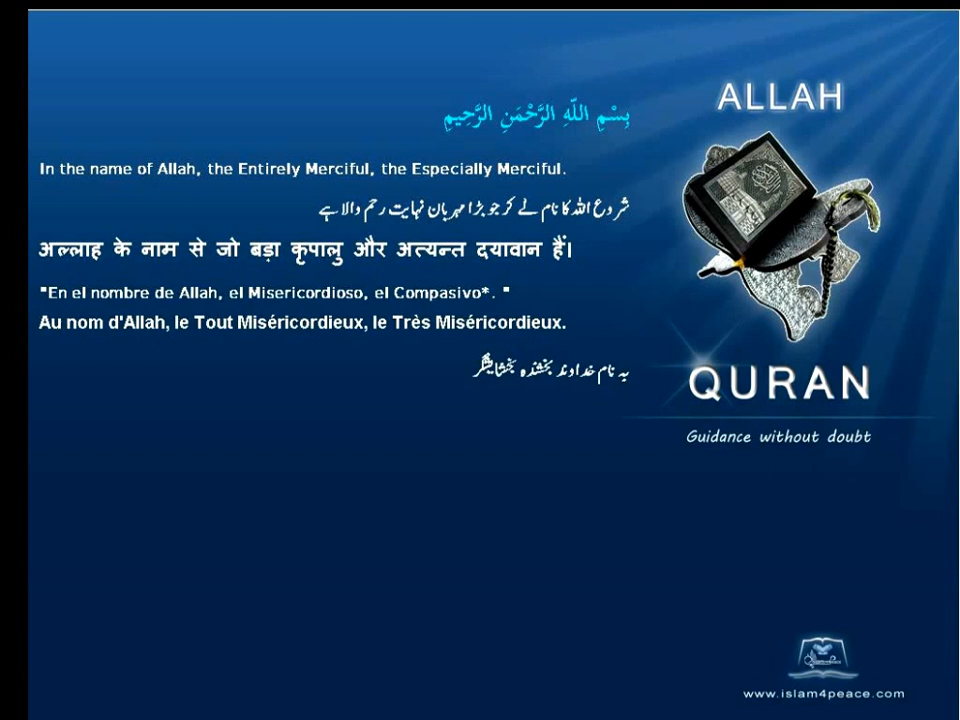 بِسْمِ اللّهِ الرَّحْمَنِ الرَّحِيمِ
In the name of Allah, the Entirely Merciful, the Especially Merciful.
شروع الله کا نام لے کر جو بڑا مہربان نہایت رحم والا ہے
अल्लाह के नाम से जो बड़ा कृपालु और अत्यन्त दयावान हैं।
"En el nombre de Allah, el Misericordioso, el Compasivo*. "
Au nom d'Allah, le Tout Miséricordieux, le Très Miséricordieux.
به نام خداوند بخشنده بخشایشگر
ALLAH
QURAN
Guidance without doubt
www.islam4peace.com